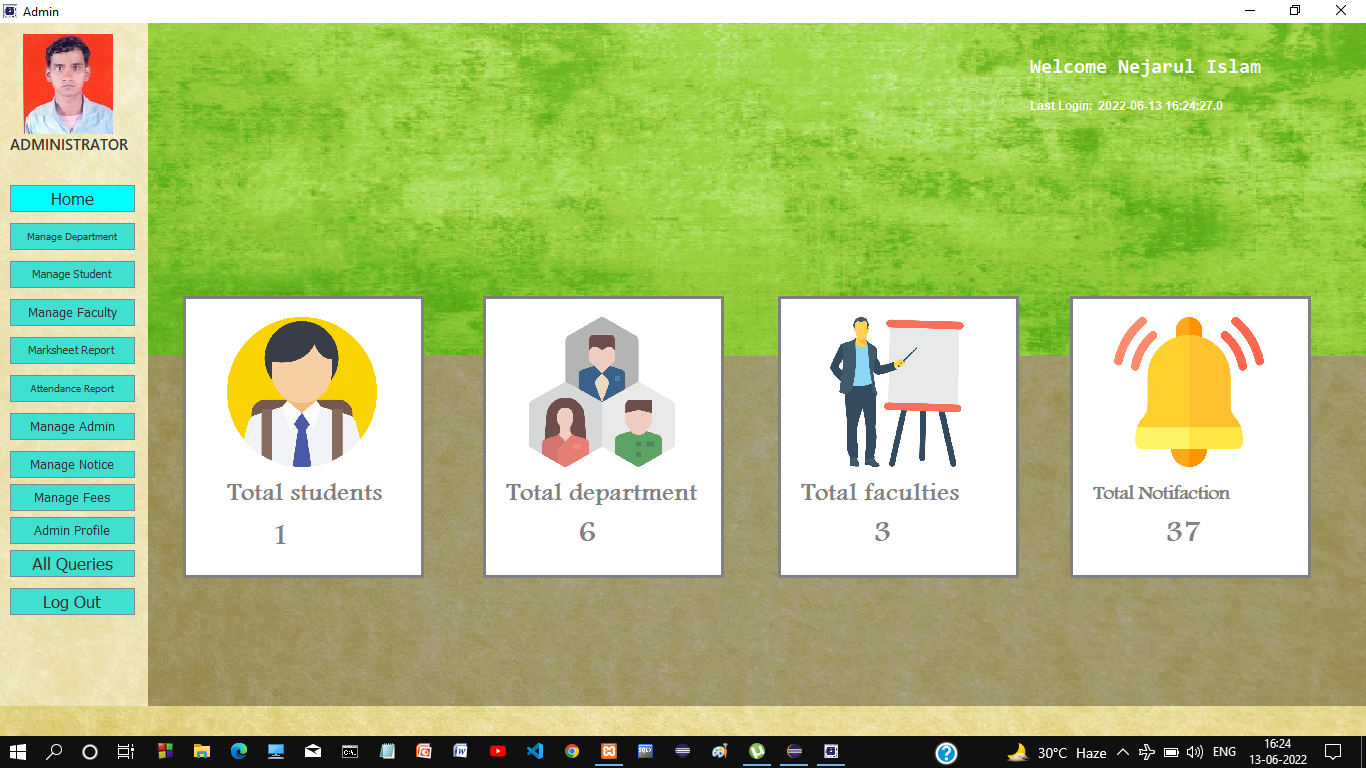 Admin
Welcome Nejarul Islam
Last Login: 2022-06-13 16:24:27.0
ADMINISTRATOR
Home
Manage Department
Manage Student
Manage Faculty
Marksheet Report
Attendance Report
Manage Admin
Manage Notice
Manage Fees
Admin Profile
All Queries
Log Out
Total students
1
Total department
6
Total faculties
3
Total Notifaction
37
30°C Haze
ENG
16:24
13-06-2022